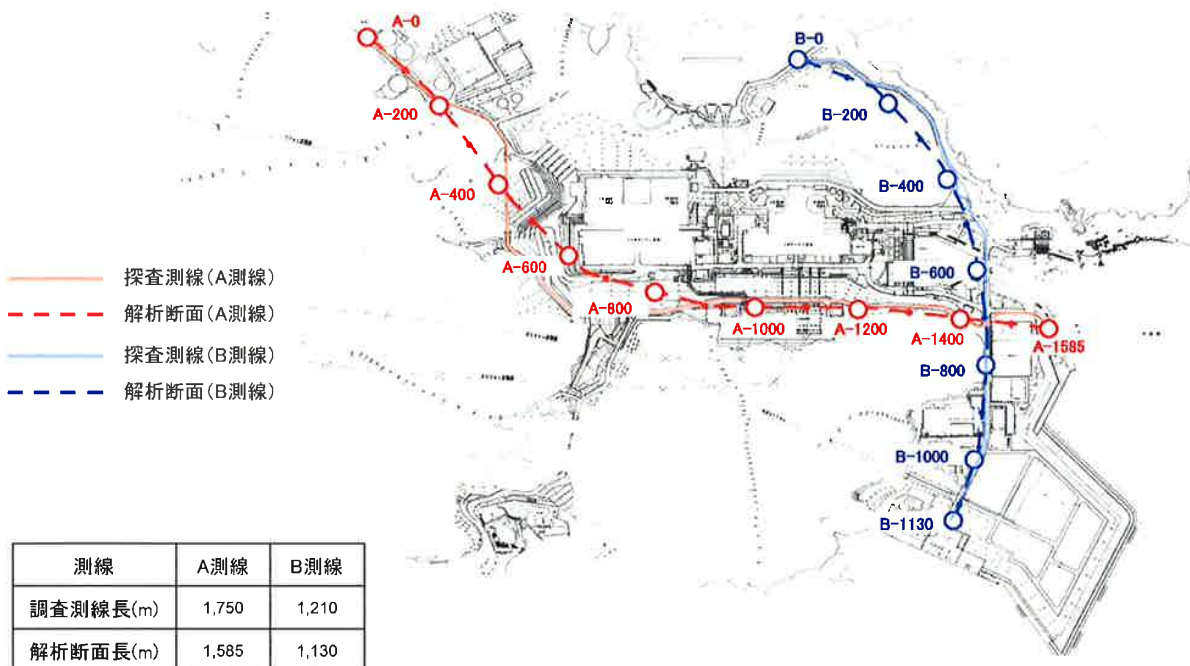 A-0
B-0
A-200
B-200
A-400
B-400
A-600
B-600
A-800
A-1000
A-1200
A-1400
A-1585
B-800
B-1000
B-1130
探査測線(A測線)
解析断面(A測線)
探査測線(B測線)
解析断面(B測線)
測線 A測線 B測線
調査測線長(m) 1,750 1,210
解析断面長(m) 1,585 1,130